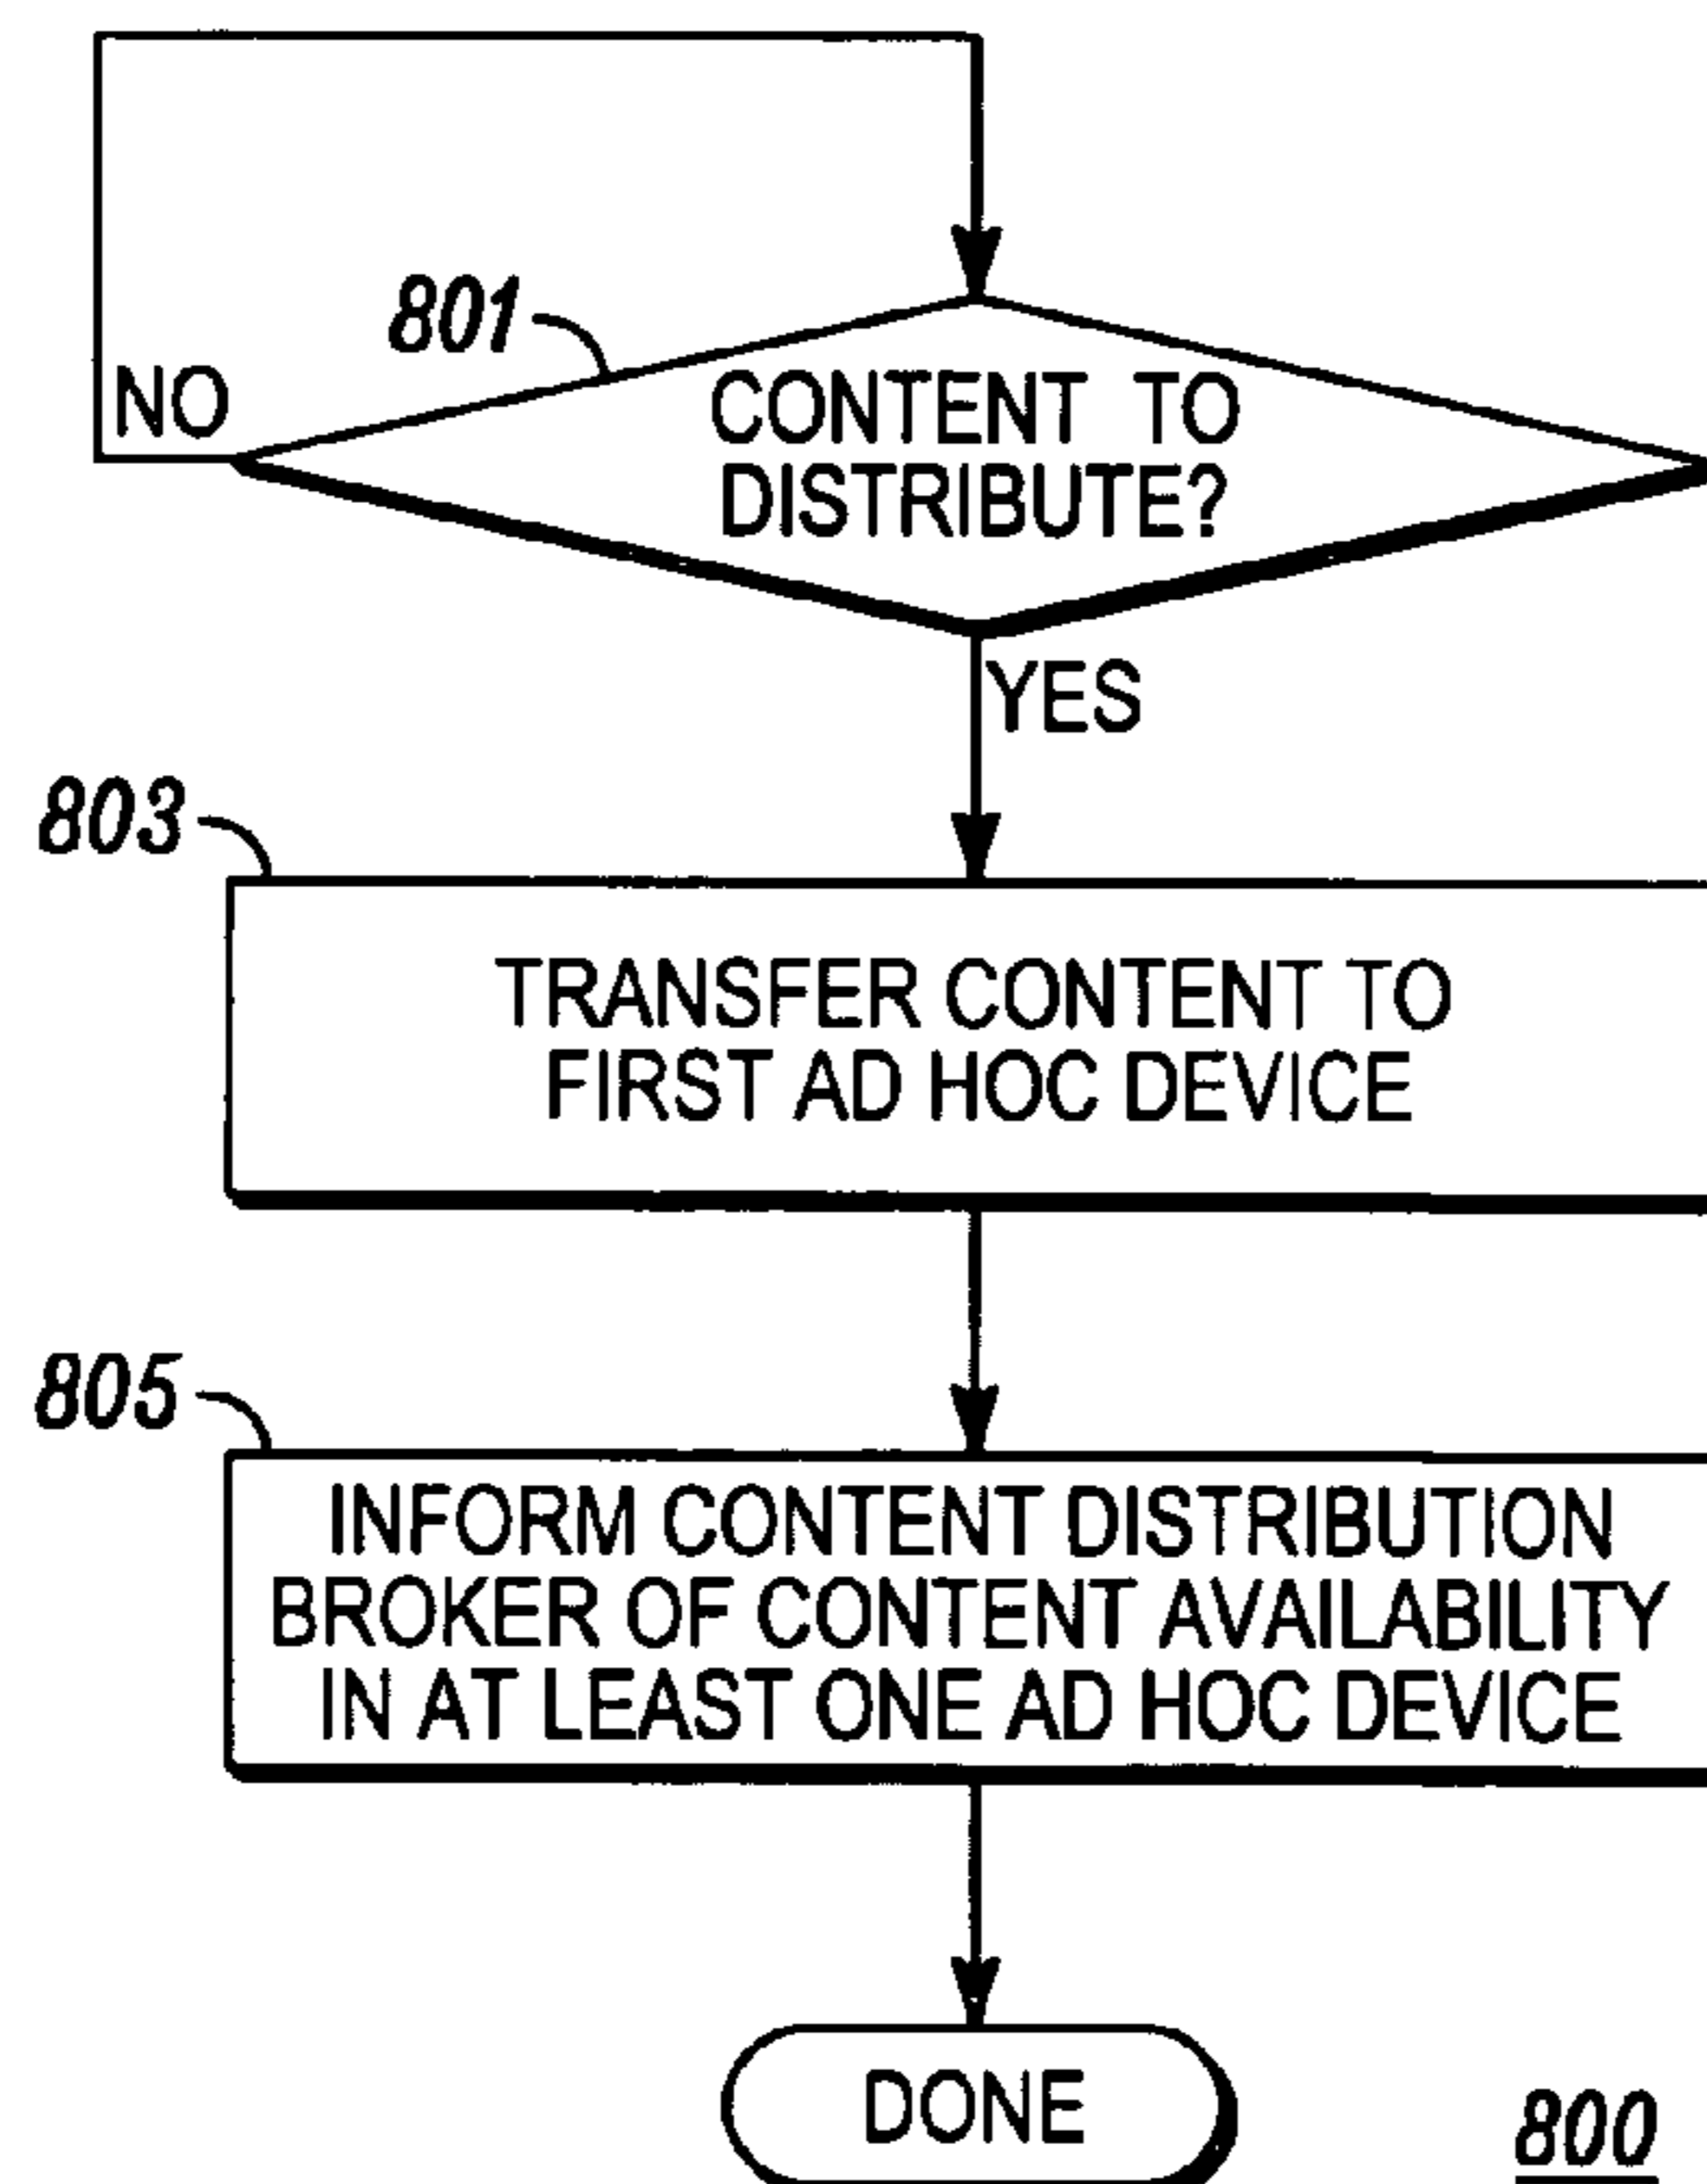 801
NO
CONTENT TO
DISTRIBUTE?
YES
803
TRANSFER CONTENT TO
FIRST AD HOC DEVICE
805
INFORM CONTENT DISTRIBUTION
BROKER OF CONTENT AVAILABILITY
IN AT LEAST ONE AD HOC DEVICE
DONE
800